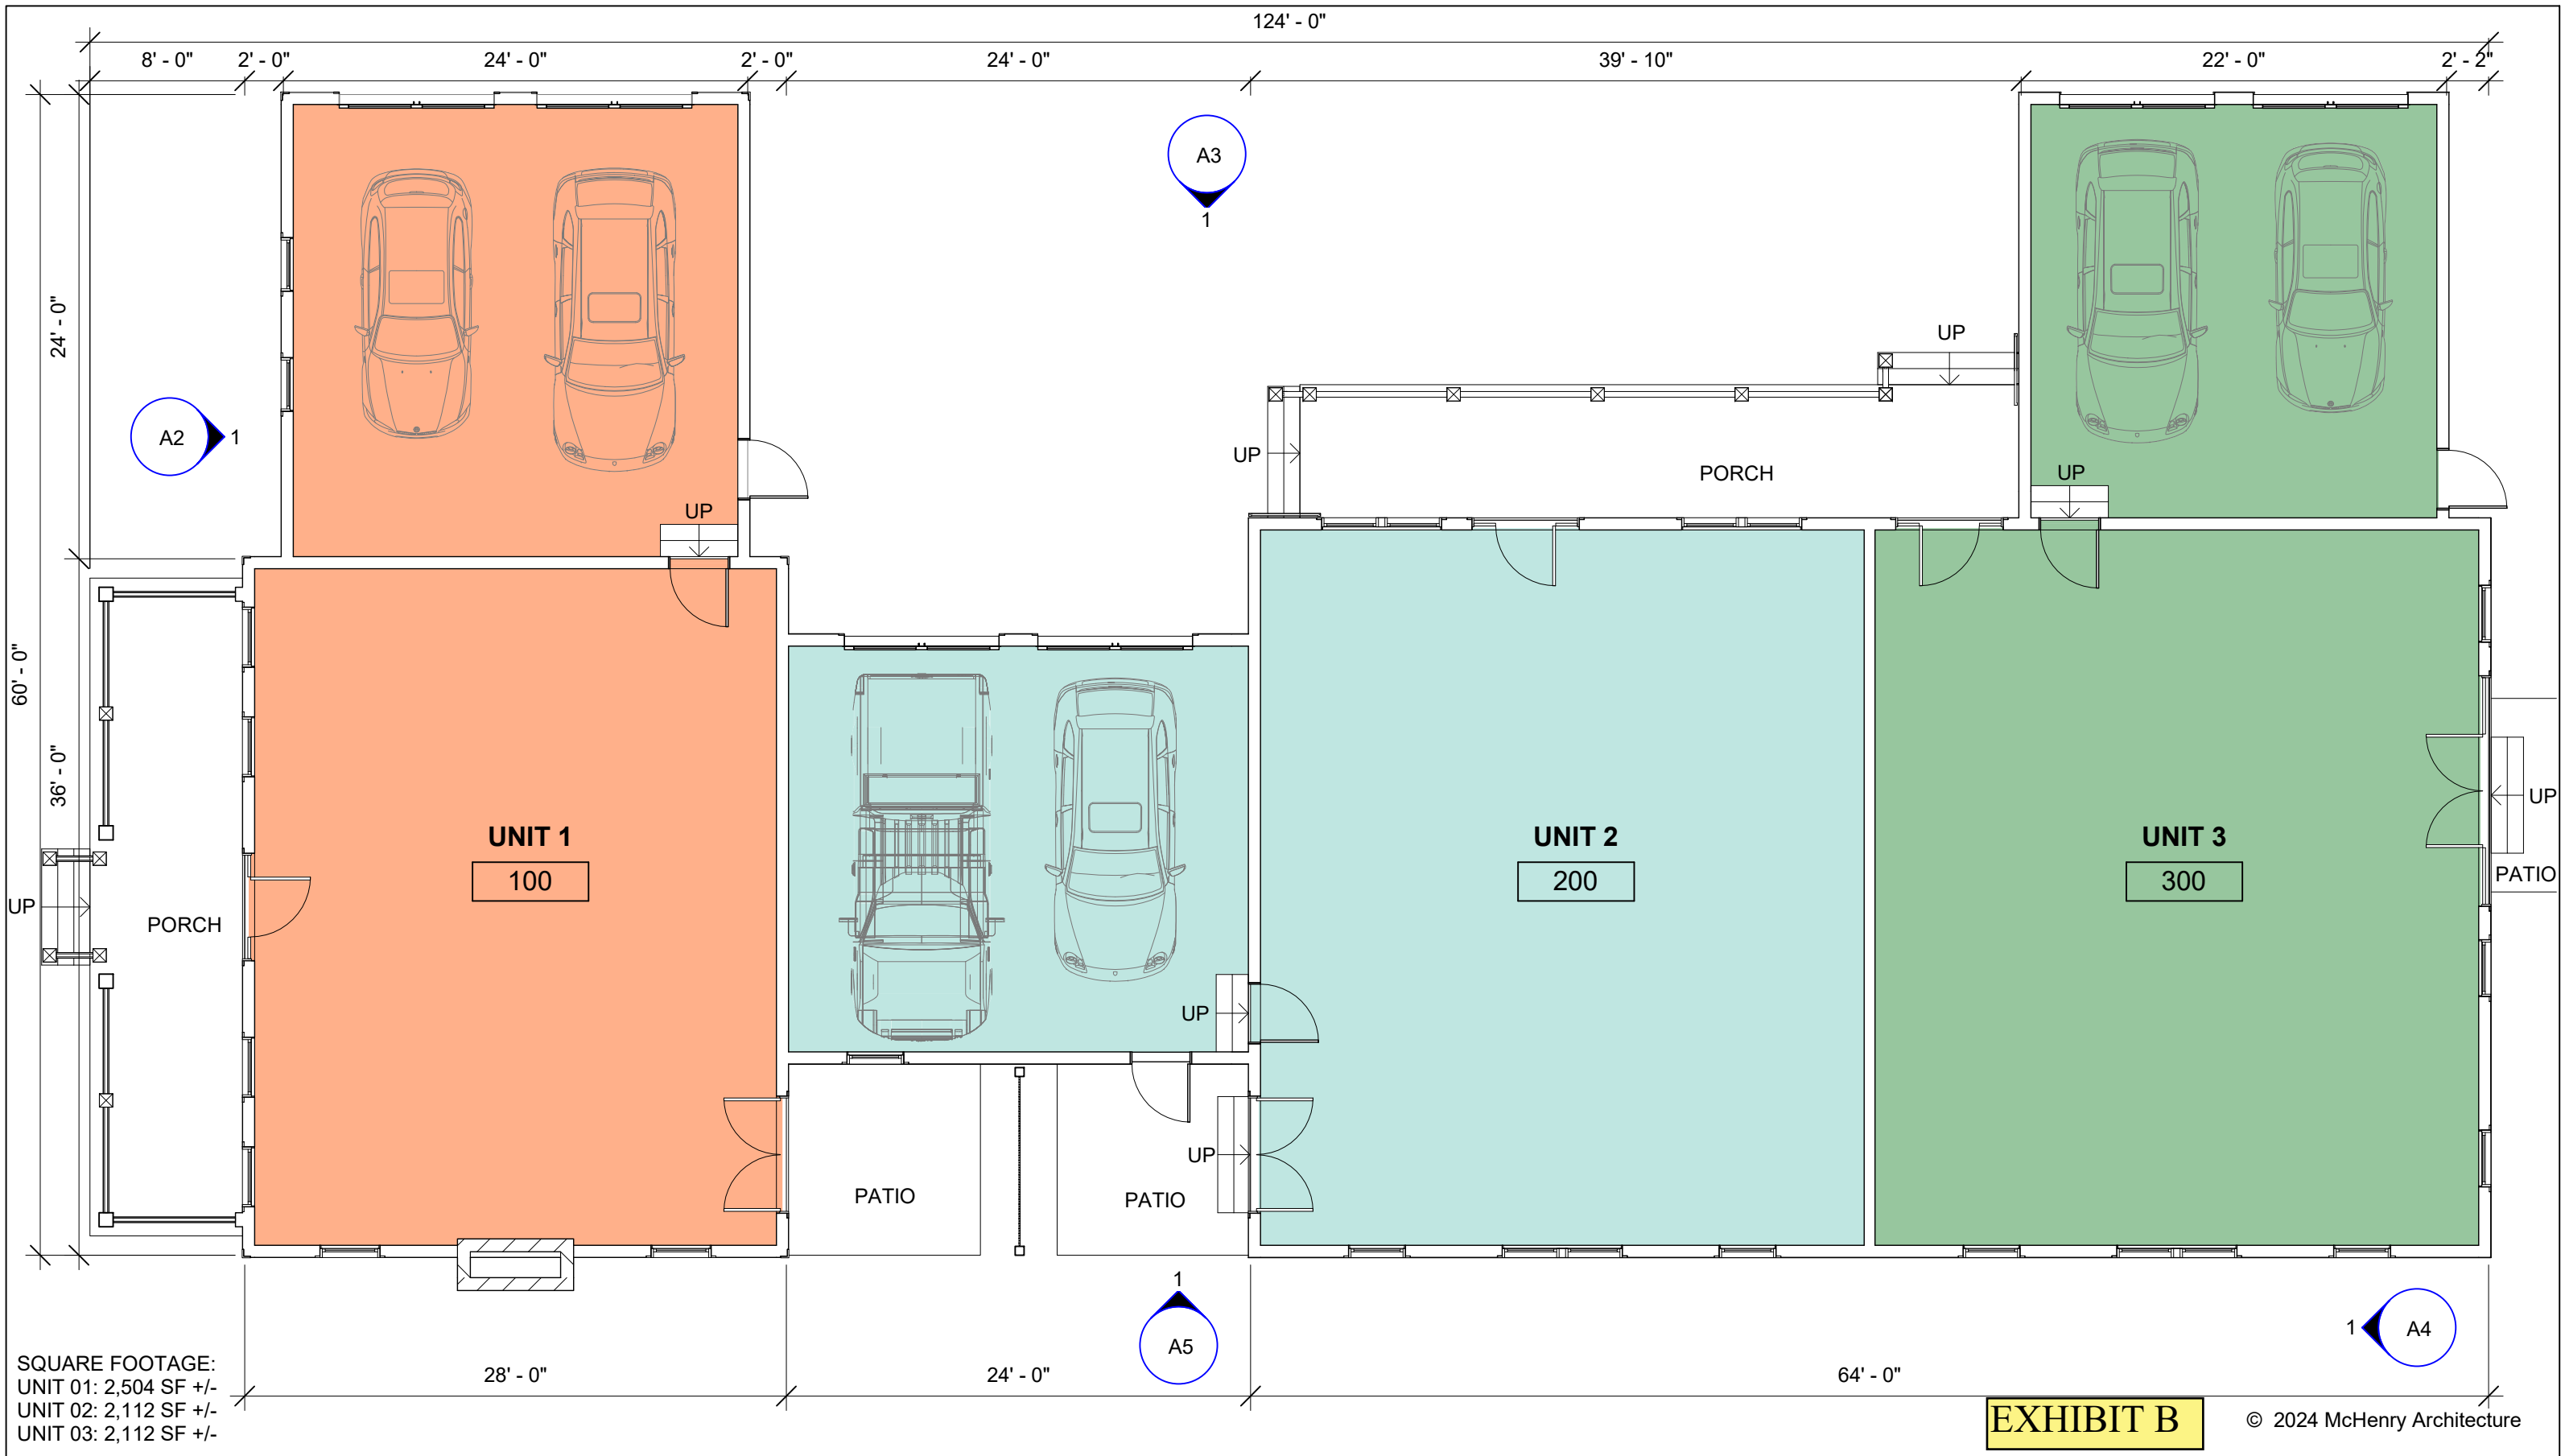 124' - 0"
8' - 0"
2' - 0"
24' - 0"
2' - 0"
24' - 0"
39' - 10"
22' - 0"
2' - 2"
A3
1
24' - 0"
UP
A2
1
UP
PORCH
UP
UP
60' - 0"
36' - 0"
UNIT 1
100
UNIT 2
200
UNIT 3
300
UP
PATIO
UP
PORCH
UP
UP
PATIO
PATIO
1
A5
1
A4
SQUARE FOOTAGE:
UNIT 01: 2,504 SF +/-
UNIT 02: 2,112 SF +/-
UNIT 03: 2,112 SF +/-
28' - 0"
24' - 0"
64' - 0"
EXHIBIT B
© 2024 McHenry Architecture